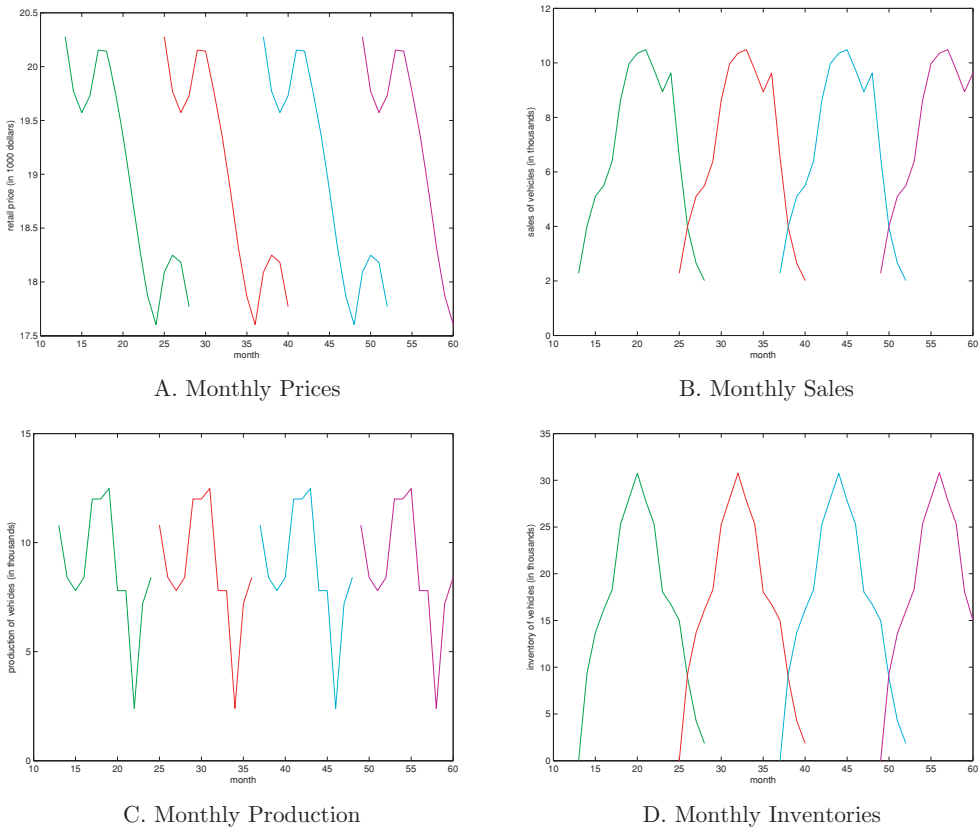 20.5
20
19.5
19
18.5
18
17.5
retail price (in 1000 dollars)
10 15 20 25 30 35 40 45 50 55 60
month
A. Monthly Prices
12
10
8
6
4
2
0
sales of vehicles (in thousands)
10 15 20 25 30 35 40 45 50 55 60
month
B. Monthly Sales
15
10
5
0
production of vehicles (in thousands)
10 15 20 25 30 35 40 45 50 55 60
month
C. Monthly Production
35
30
25
20
15
10
5
0
inventory of vehicles (in thousands)
10 15 20 25 30 35 40 45 50 55 60
month
D. Monthly Inventories